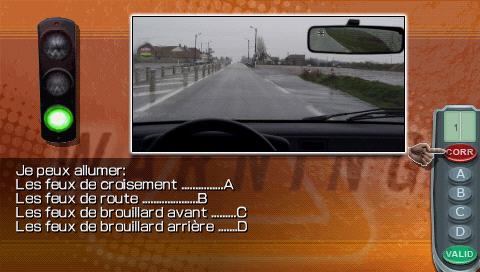 WARNING
1
CORR
Je peux allumer:
Les feux de croisement ...............A
Les feux de route ....................B
Les feux de brouillard avant .........C
Les feux de brouillard arrière ......D
A
B
C
D
VALID